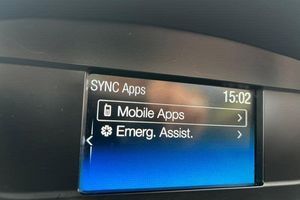 SYNC Apps
15:02
Mobile Apps
Emerg. Assist.